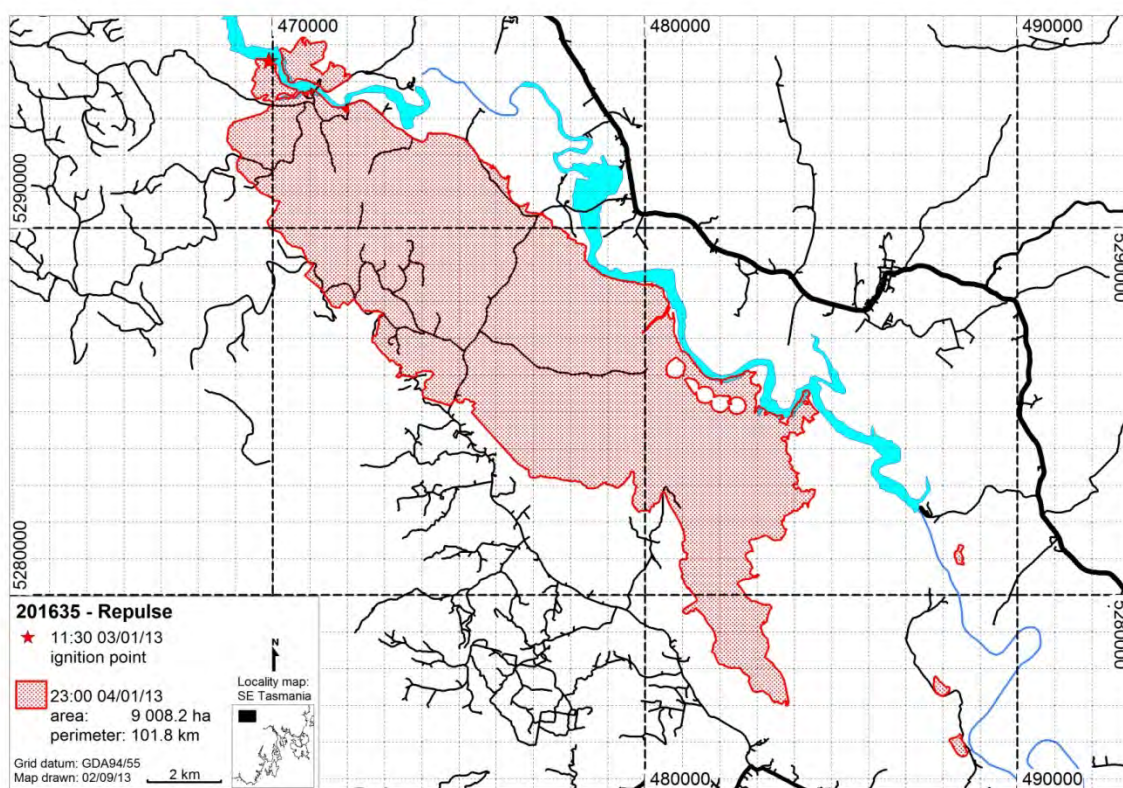 470000
480000
490000
5290000
5290000
5280000
5280000
201635 - Repulse
11:30 03/01/13
ignition point
23:00 04/01/13
area: 9 008.2 ha
perimeter: 101.8 km
Grid datum: GDA94/55
Map drawn: 02/09/13
2 km
N
Locality map:
SE Tasmania
480000
490000